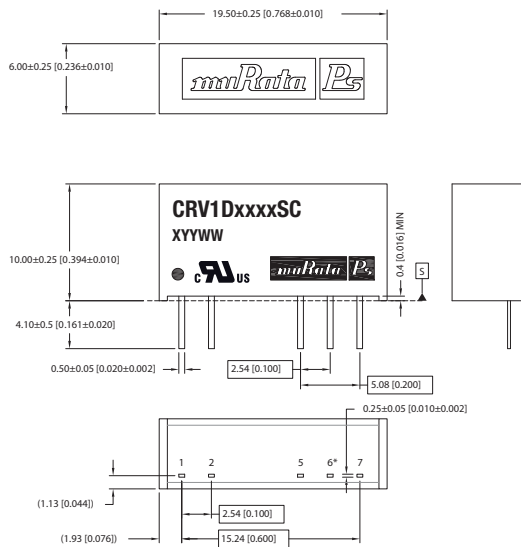 19.50±0.25 [0.768±0.010]
6.00±0.25 [0.236±0.010]
muRata Ps
CRV1DxxxxSC
XYYWW
C RU US
muRata Ps
0.4 [0.016] MIN
S
10.00±0.25 [0.394±0.010]
4.10±0.5 [0.161±0.020]
0.50±0.05 [0.020±0.002]
2.54 [0.100]
5.08 [0.200]
0.25±0.05 [0.010±0.002]
1 2 5 6* 7
(1.13 [0.044])
2.54 [0.100]
(1.93 [0.076])
15.24 [0.600]